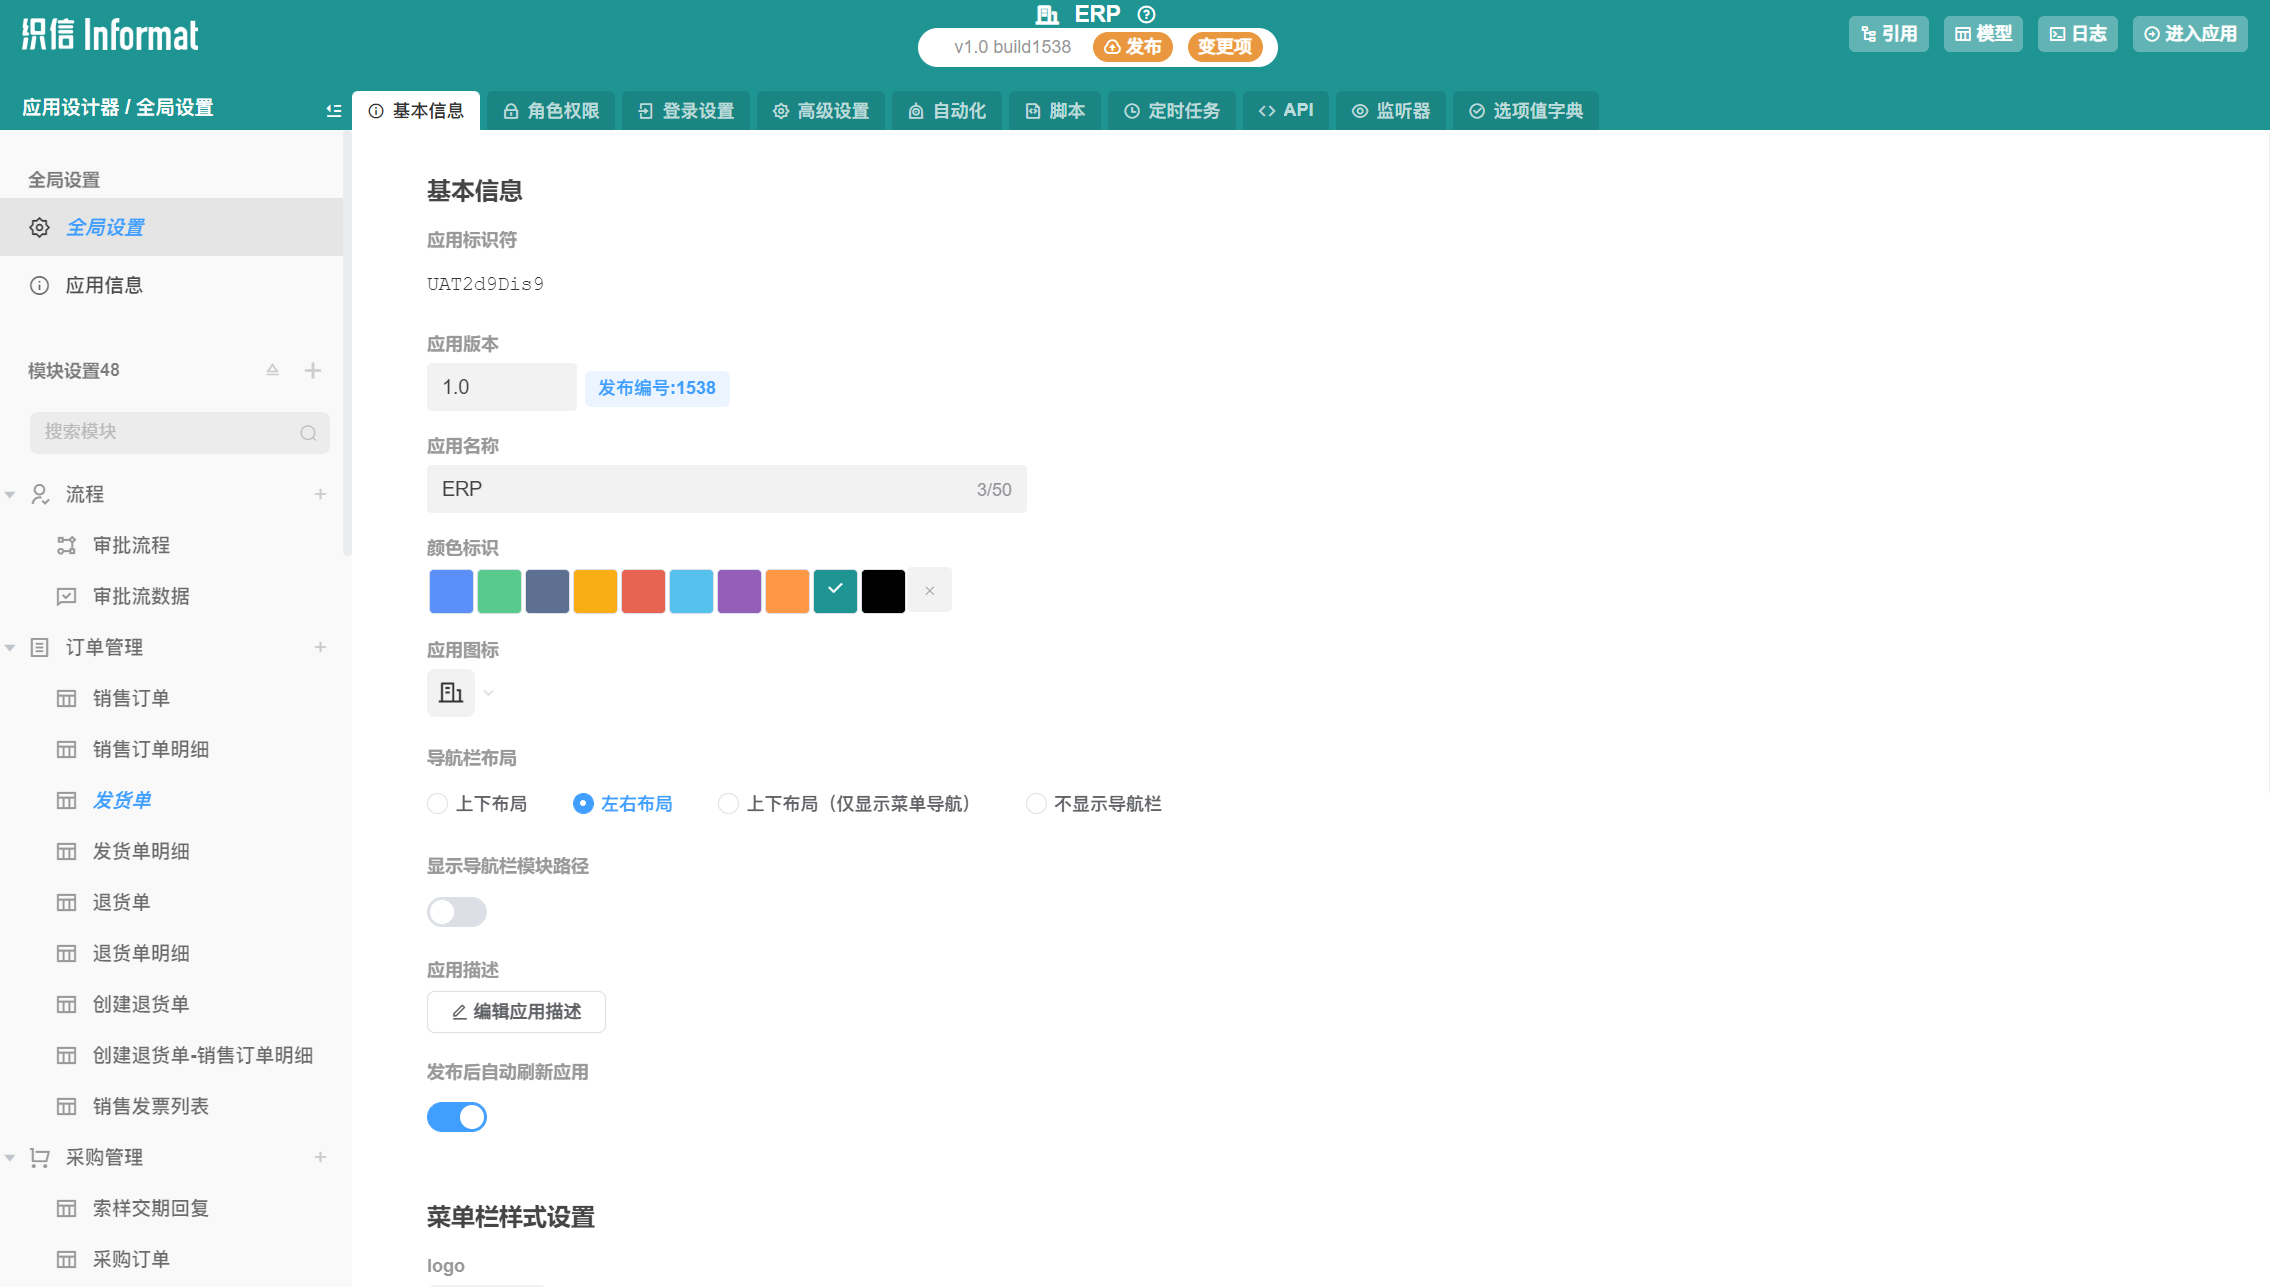 织信 Informat
ERP
v1.0 build1538 发布 变更项
引用 模型 日志 进入应用
应用设计器 / 全局设置
基本信息 角色权限 登录设置 高级设置 自动化 脚本 定时任务 API 监听器 选项值字典
全局设置
全局设置
应用信息
模块设置48
搜索模块
流程
审批流程
审批流数据
订单管理
销售订单
销售订单明细
发货单
发货单明细
退货单
退货单明细
创建退货单
创建退货单-销售订单明细
销售发票列表
采购管理
索样交期回复
采购订单
基本信息
应用标识符
UAT2d9Dis9
应用版本
1.0 发布编号:1538
应用名称
ERP 3/50
颜色标识
应用图标
导航栏布局
上下布局 左右布局 上下布局（仅显示菜单导航） 不显示导航栏
显示导航栏模块路径
应用描述
编辑应用描述
发布后自动刷新应用
菜单栏样式设置
logo